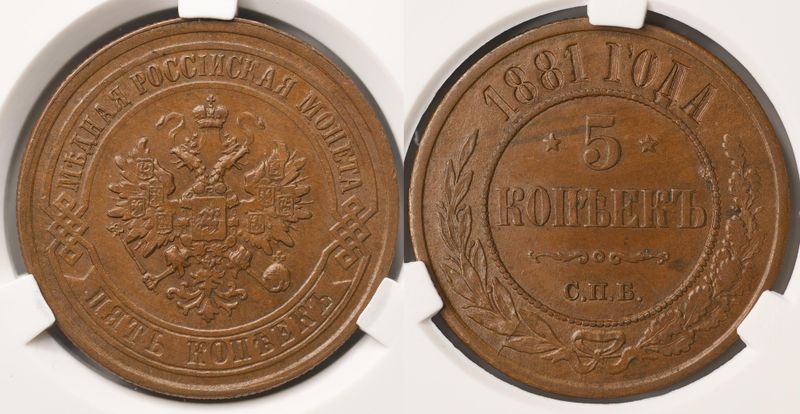 МѢДНАЯ РОССІЙСКАЯ МОНЕТА
ПЯТЬ КОПѢЕКЪ
1881 ГОДА
5
КОПѢЕКЪ
С.П.Б.